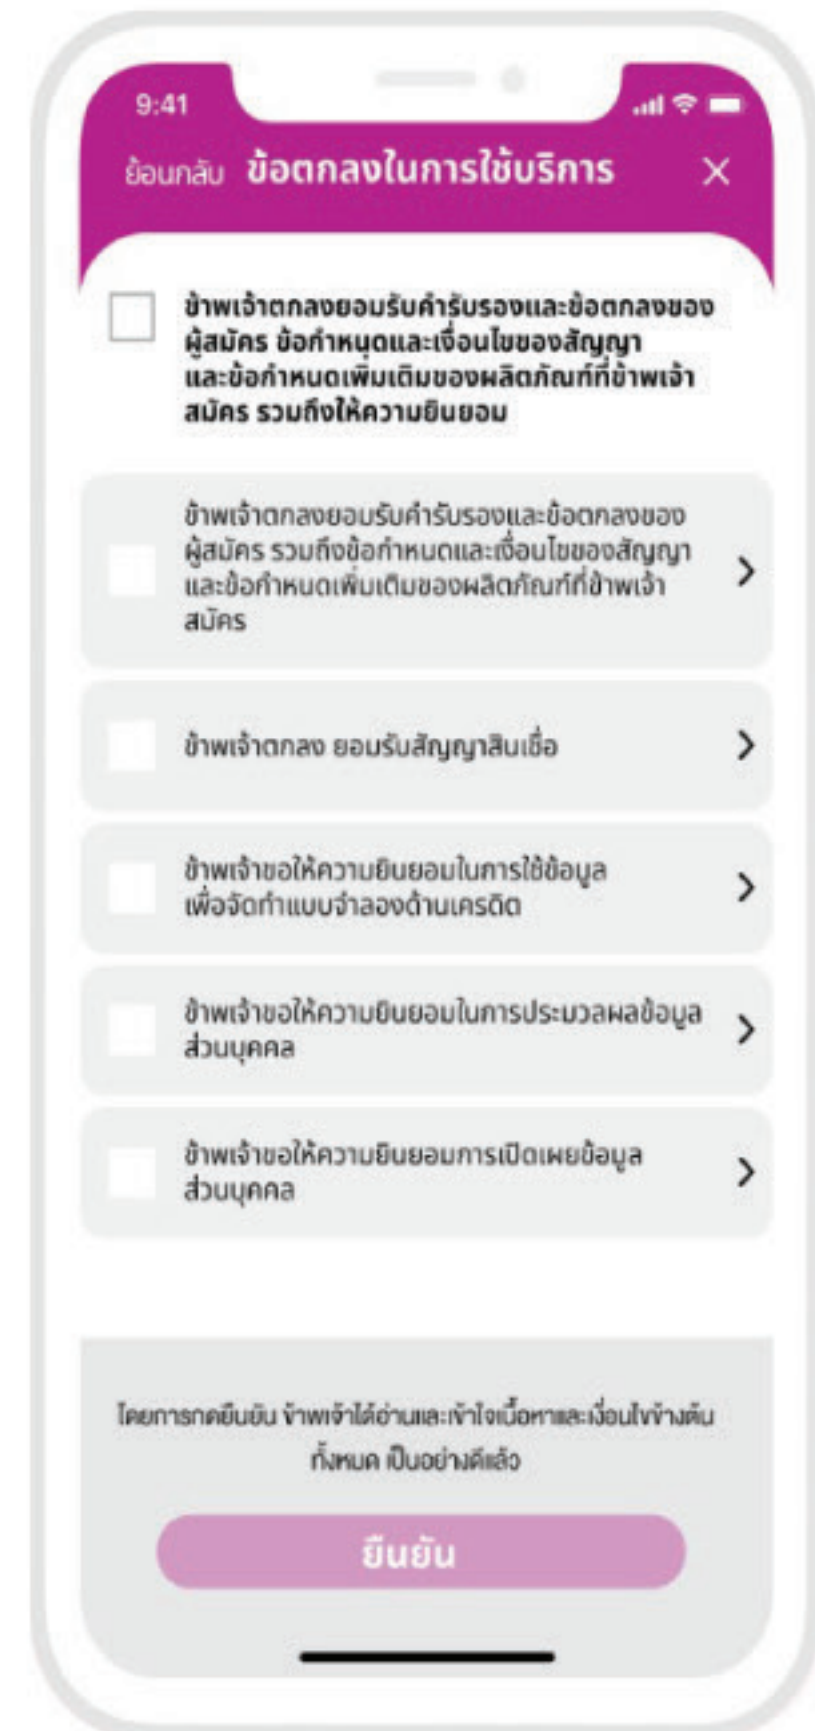 9:41
ย้อนกลับ ข้อตกลงในการใช้บริการ
ข้าพเจ้าตกลงยอมรับคำรับรองและข้อตกลงของ
ผู้สมัคร ข้อกำหนดและเงื่อนไขของสัญญา
และข้อกำหนดเพิ่มเติมของผลิตภัณฑ์ที่ข้าพเจ้า
สมัคร รวมถึงให้ความยินยอม
ข้าพเจ้าตกลงยอมรับคำรับรองและข้อตกลงของ
ผู้สมัคร รวมถึงข้อกำหนดและเงื่อนไขของสัญญา
และข้อกำหนดเพิ่มเติมของผลิตภัณฑ์ที่ข้าพเจ้า
สมัคร
ข้าพเจ้าตกลง ยอมรับสัญญาสินเชื่อ
ข้าพเจ้าขอให้ความยินยอมในการใช้ข้อมูล
เพื่อจัดทำแบบจำลองด้านเครดิต
ข้าพเจ้าขอให้ความยินยอมในการประมวลผลข้อมูล
ส่วนบุคคล
ข้าพเจ้าขอให้ความยินยอมการเปิดเผยข้อมูล
ส่วนบุคคล
โดยการกดยืนยัน ข้าพเจ้าได้อ่านและเข้าใจเนื้อหาและเงื่อนไขข้างต้น
ทั้งหมด เป็นอย่างดีแล้ว
ยืนยัน